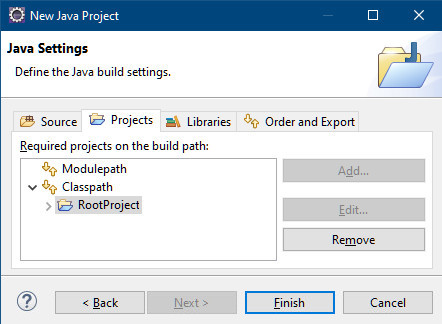 New Java Project
Java Settings
Define the Java build settings.
Source Projects Libraries Order and Export
Required projects on the build path:
Modulepath
Classpath
RootProject
Add...
Edit...
Remove
? < Back Next > Finish Cancel